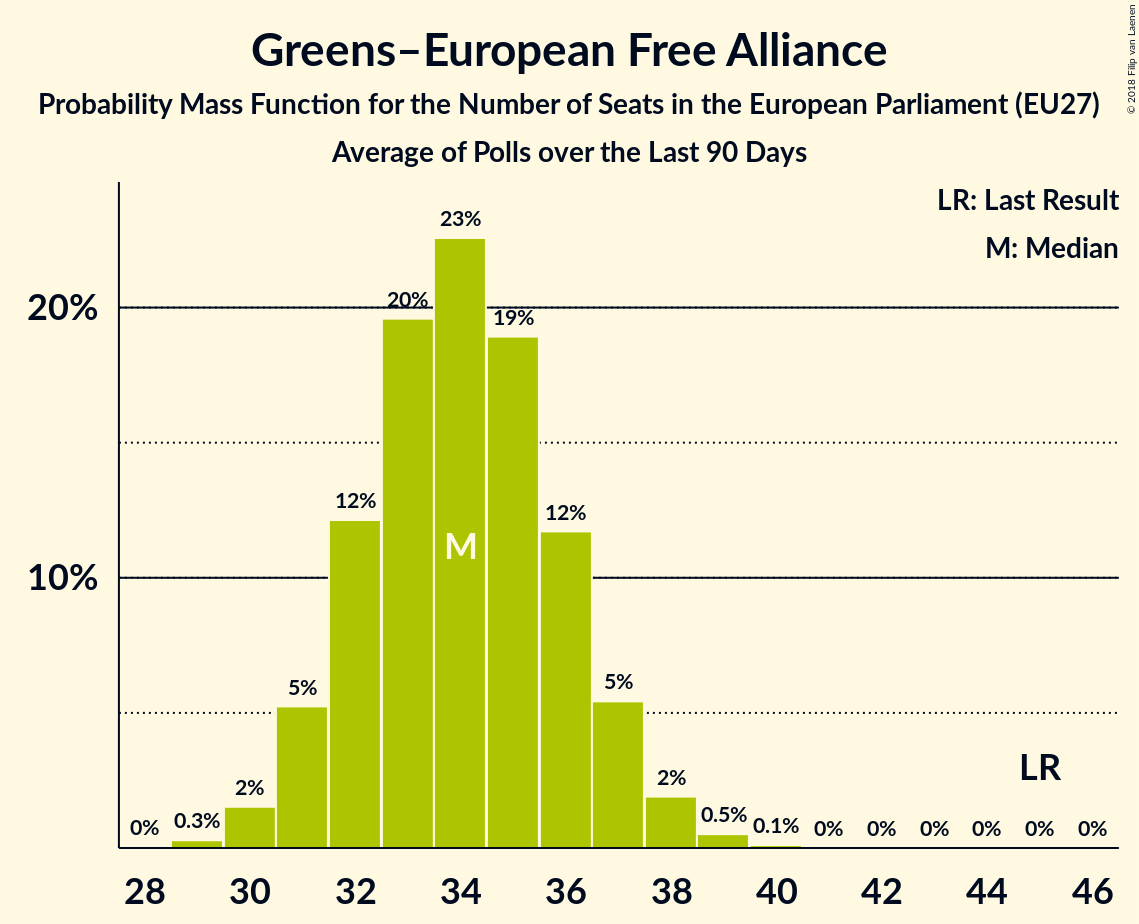 Greens–European Free Alliance
Probability Mass Function for the Number of Seats in the European Parliament (EU27)
Average of Polls over the Last 90 Days
© 2018 Filip van Laenen
LR: Last Result
M: Median
20%
10%
0%
0.3%
2%
5%
12%
20%
23%
19%
12%
5%
2%
0.5%
0.1%
0%
0%
0%
0%
0%
0%
M
LR
28 30 32 34 36 38 40 42 44 46